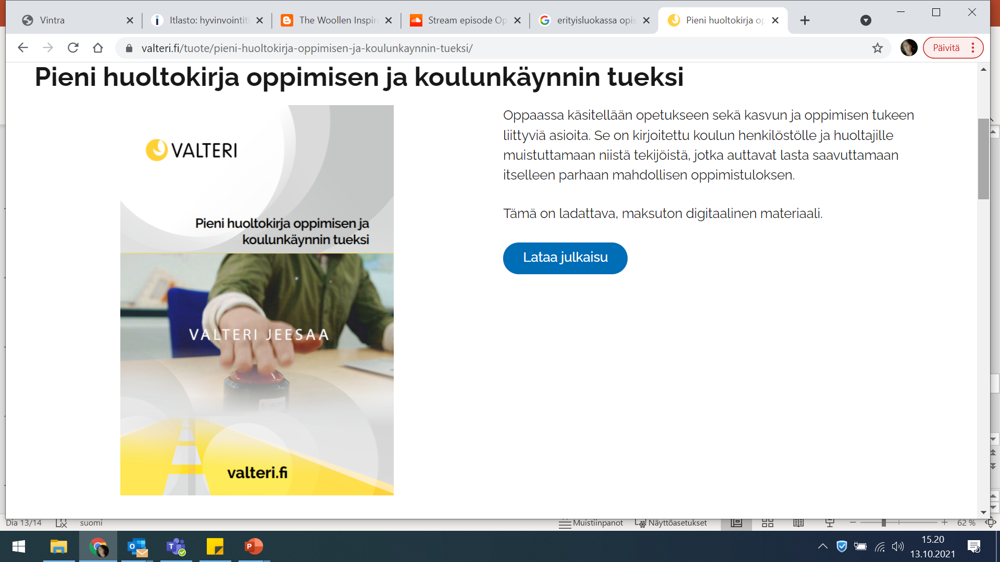 Vintra
Itlasto: hyvinvointiti
The Woollen Inspira
Stream episode Op
erityisluokassa opis
Pieni huoltokirja op
valteri.fi/tuote/pieni-huoltokirja-oppimisen-ja-koulunkaynnin-tueksi/
Päivitä
Pieni huoltokirja oppimisen ja koulunkäynnin tueksi
VALTERI
Pieni huoltokirja oppimisen ja
koulunkäynnin tueksi
VALTERI JEESAA
VALTERI
valteri.fi
Oppaassa käsitellään opetukseen sekä kasvun ja oppimisen tukeen
liittyviä asioita. Se on kirjoitettu koulun henkilöstölle ja huoltajille
muistuttamaan niistä tekijöistä, jotka auttavat lasta saavuttamaan
itselleen parhaan mahdollisen oppimistuloksen.
Tämä on ladattava, maksuton digitaalinen materiaali.
Lataa julkaisu
Dia 13/14
suomi
Muistiinpanot
Näyttöasetukset
62 %
15.20
13.10.2021